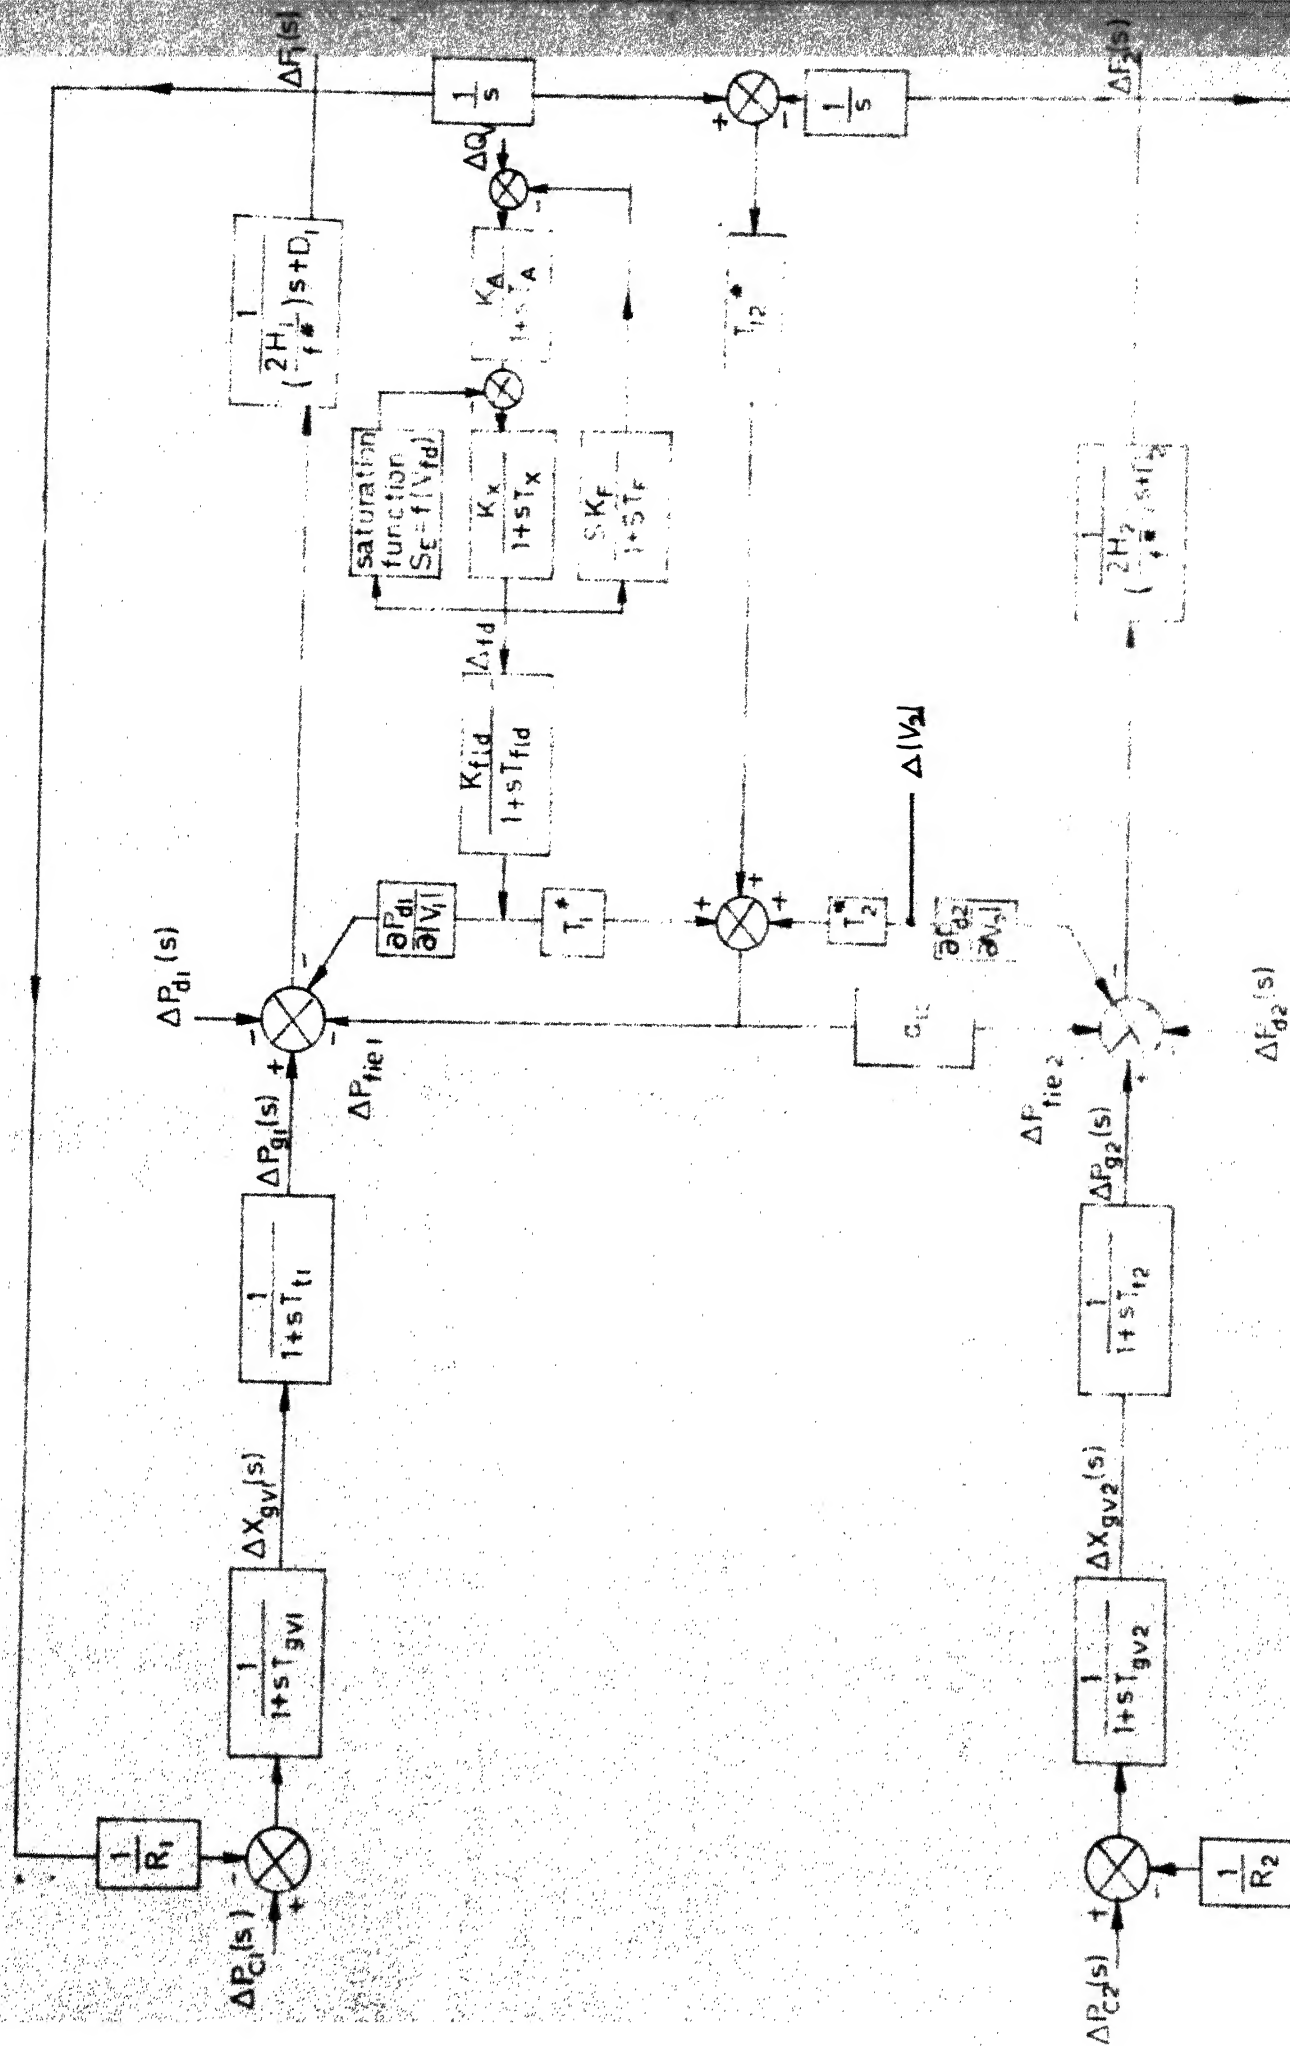 ΔP_C1(s)
1/R_1
-
+
1/(1+sT_gv1)
ΔX_gv1(s)
1/(1+sT_t1)
ΔP_g1(s)
+
-
-
-
ΔP_d1(s)
ΔP_tie1
1/((2H_1/f*)s+D_1)
ΔF_1(s)
∂P_d1/∂|V_1|
T_1*
K_fld/(1+sT_fld)
saturation
function
S_E=f(V_fd)
K_X/(1+sT_X)
SK_F/(1+sT_F)
-
K_A/(1+sT_A)
-
ΔQ
1/s
+
-
1/s
T_12*
+
+
+
T_2*
Δ|V_2|
∂P_d2/∂|V_2|
ΔP_tie2
ΔP_C2(s)
+
-
1/R_2
1/(1+sT_gv2)
ΔX_gv2(s)
1/(1+sT_t2)
ΔP_g2(s)
+
-
ΔP_d2(s)
ΔF_2(s)